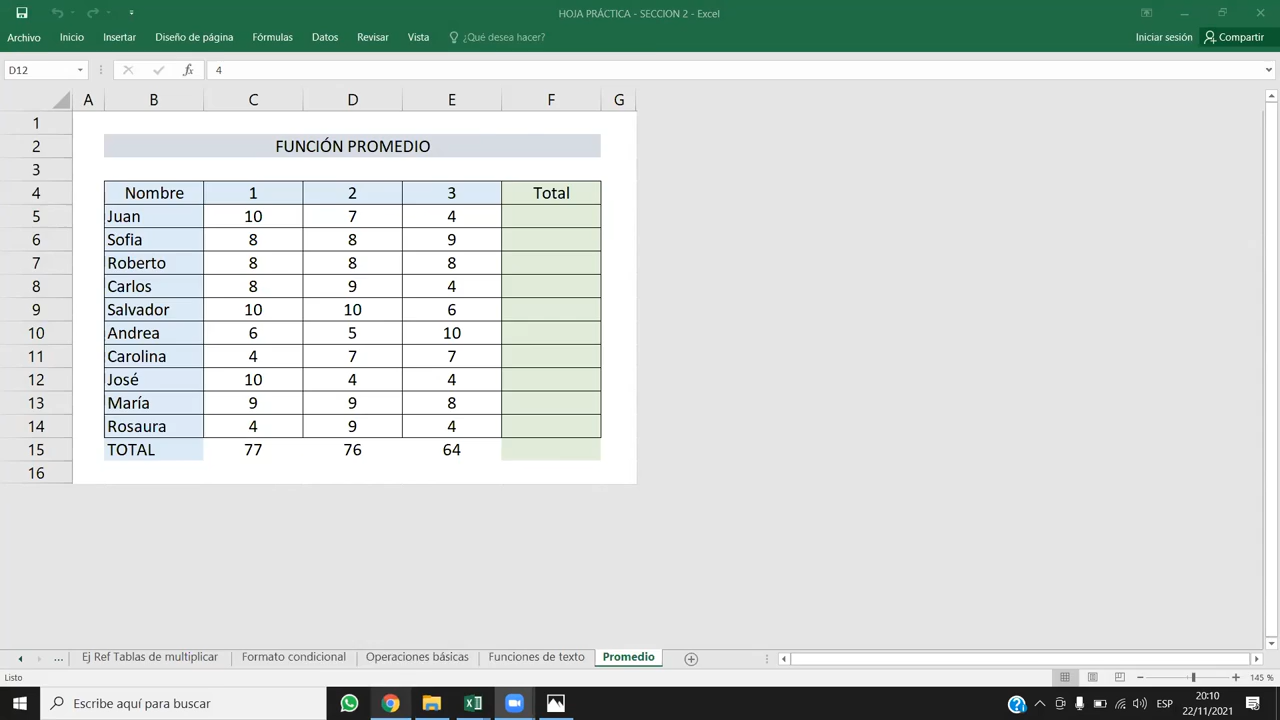 HOJA PRÁCTICA - SECCION 2 - Excel
Archivo Inicio Insertar Diseño de página Fórmulas Datos Revisar Vista ¿Qué desea hacer? Iniciar sesión Compartir
D12 fx 4
A B C D E F G
1
2 FUNCIÓN PROMEDIO
3
4 Nombre 1 2 3 Total
5 Juan 10 7 4
6 Sofia 8 8 9
7 Roberto 8 8 8
8 Carlos 8 9 4
9 Salvador 10 10 6
10 Andrea 6 5 10
11 Carolina 4 7 7
12 José 10 4 4
13 María 9 9 8
14 Rosaura 4 9 4
15 TOTAL 77 76 64
16
... Ej Ref Tablas de multiplicar Formato condicional Operaciones básicas Funciones de texto Promedio
Listo 145 %
Escribe aquí para buscar ESP 20:10
22/11/2021